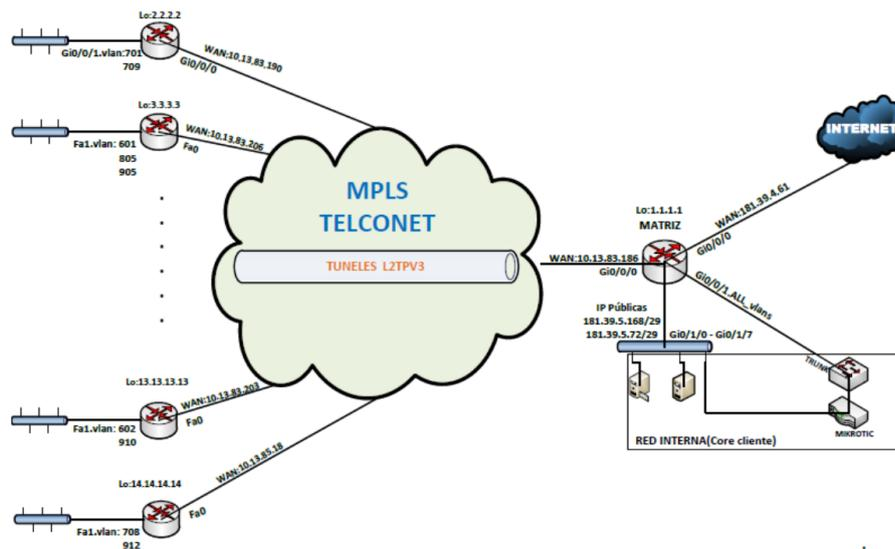 Lo:2.2.2.2
Gi0/0/1.vlan:701
709
Gi0/0/0
WAN:10.13.83.190
Lo:3.3.3.3
Fa1.vlan: 601
805
905
Fa0
WAN:10.13.83.206
MPLS
TELCONET
TUNELES L2TPV3
INTERNET
Lo:1.1.1.1
MATRIZ
WAN:181.39.4.61
Gi0/0/0
WAN:10.13.83.186
Gi0/0/0
Gi0/0/1.ALL_vlans
IP Públicas
181.39.5.168/29
181.39.5.72/29
Gi0/1/0 - Gi0/1/7
TRUNK
MIKROTIC
RED INTERNA(Core cliente)
Lo:13.13.13.13
WAN:10-13-83.203
Fa1.vlan: 602
910
Fa0
WAN:10.13.85.18
Lo:14.14.14.14
Fa0
Fa1.vlan: 708
912